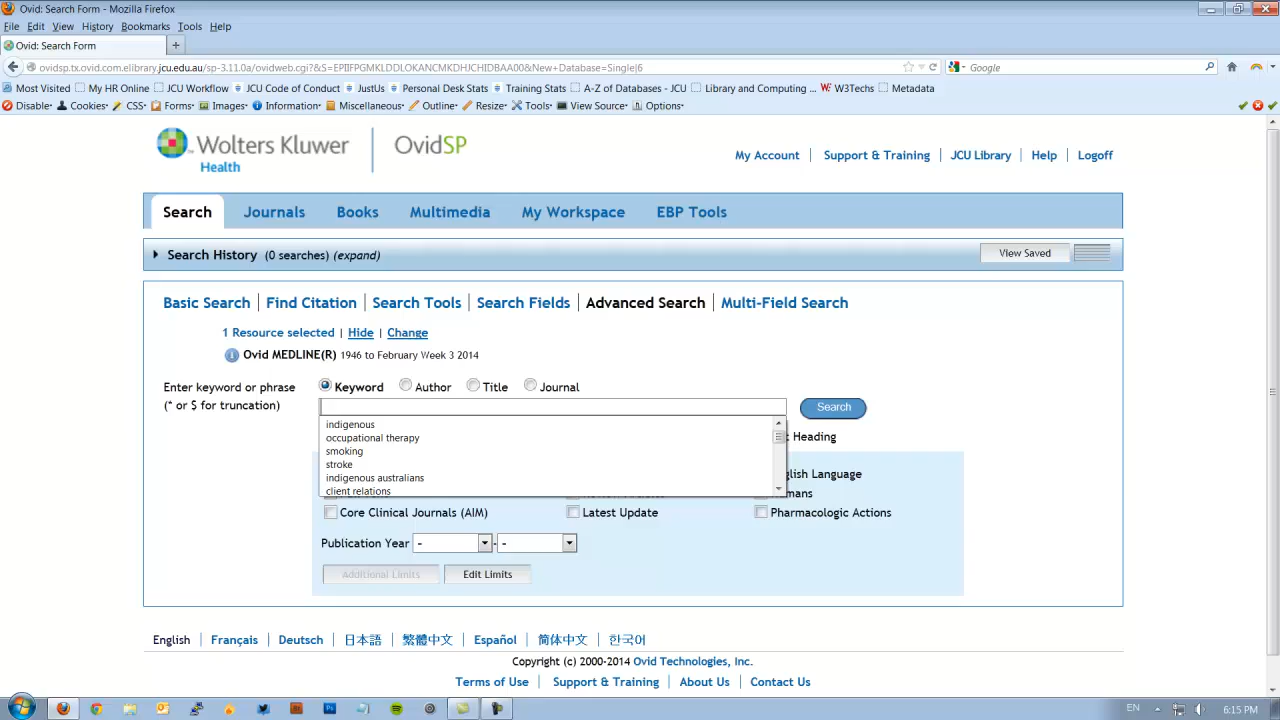 Ovid: Search Form - Mozilla Firefox
File Edit View History Bookmarks Tools Help
Ovid: Search Form +
ovidsp.tx.ovid.com.elibrary.jcu.edu.au/sp-3.11.0a/ovidweb.cgi?&S=EPIIFPGMKLDDLOKANCMKDHJCHIDBAA00&New+Database=Single|6 Google
Most Visited My HR Online JCU Workflow JustUs JCU Code of Conduct Personal Desk Stats Training Stats A-Z of Databases - JCU Library and Computing ... W3Techs Metadata
Disable Cookies CSS Forms Images Information Miscellaneous Outline Resize Tools View Source Options
Wolters Kluwer OvidSP
Health
My Account Support & Training JCU Library Help Logoff
Search Journals Books Multimedia My Workspace EBP Tools
Search History (0 searches) (expand) View Saved
Basic Search | Find Citation | Search Tools | Search Fields | Advanced Search | Multi-Field Search
1 Resource selected | Hide | Change
Ovid MEDLINE(R) 1946 to February Week 3 2014
Enter keyword or phrase Keyword Author Title Journal
(* or $ for truncation) Search
indigenous
occupational therapy Heading
smoking
stroke
indigenous australians Language
client relations
Core Clinical Journals (AIM) Latest Update Pharmacologic Actions
Publication Year - - -
Additional Limits Edit Limits
English | Français | Deutsch | 日本語 | 繁體中文 | Español | 简体中文 | 한국어
Copyright (c) 2000-2014 Ovid Technologies, Inc.
Terms of Use | Support & Training | About Us | Contact Us
EN 6:15 PM